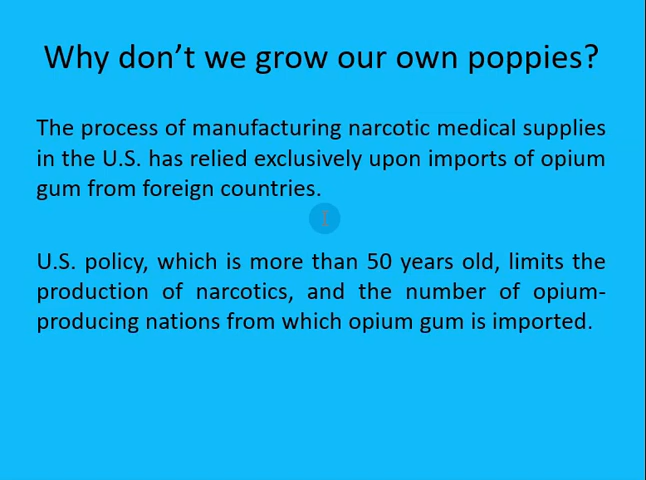 Why don’t we grow our own poppies?
The process of manufacturing narcotic medical supplies
in the U.S. has relied exclusively upon imports of opium
gum from foreign countries.
U.S. policy, which is more than 50 years old, limits the
production of narcotics, and the number of opium-
producing nations from which opium gum is imported.